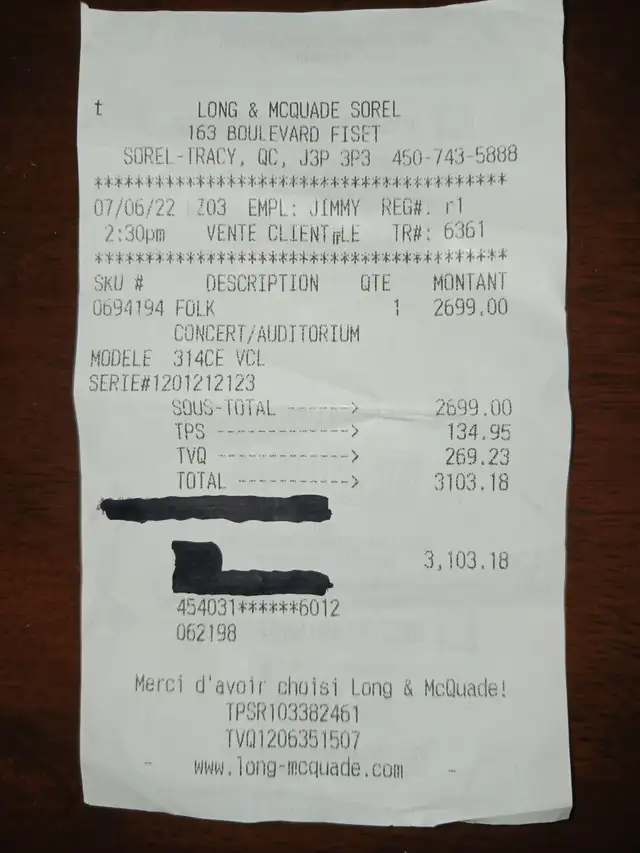 t LONG & MCQUADE SOREL
163 BOULEVARD FISET
SOREL-TRACY, QC, J3P 3P3 450-743-5888
****************************************
07/06/22 Z03 EMPL: JIMMY REG#. r1
2:30pm VENTE CLIENTèLE TR#: 6361
****************************************
SKU # DESCRIPTION QTE MONTANT
0694194 FOLK 1 2699.00
CONCERT/AUDITORIUM
MODELE 314CE VCL
SERIE#1201212123
SOUS-TOTAL ------> 2699.00
TPS -------------> 134.95
TVQ -------------> 269.23
TOTAL -----------> 3103.18
3,103.18
454031******6012
062198
Merci d'avoir choisi Long & McQuade!
TPSR103382461
TVQ1206351507
www.long-mcquade.com